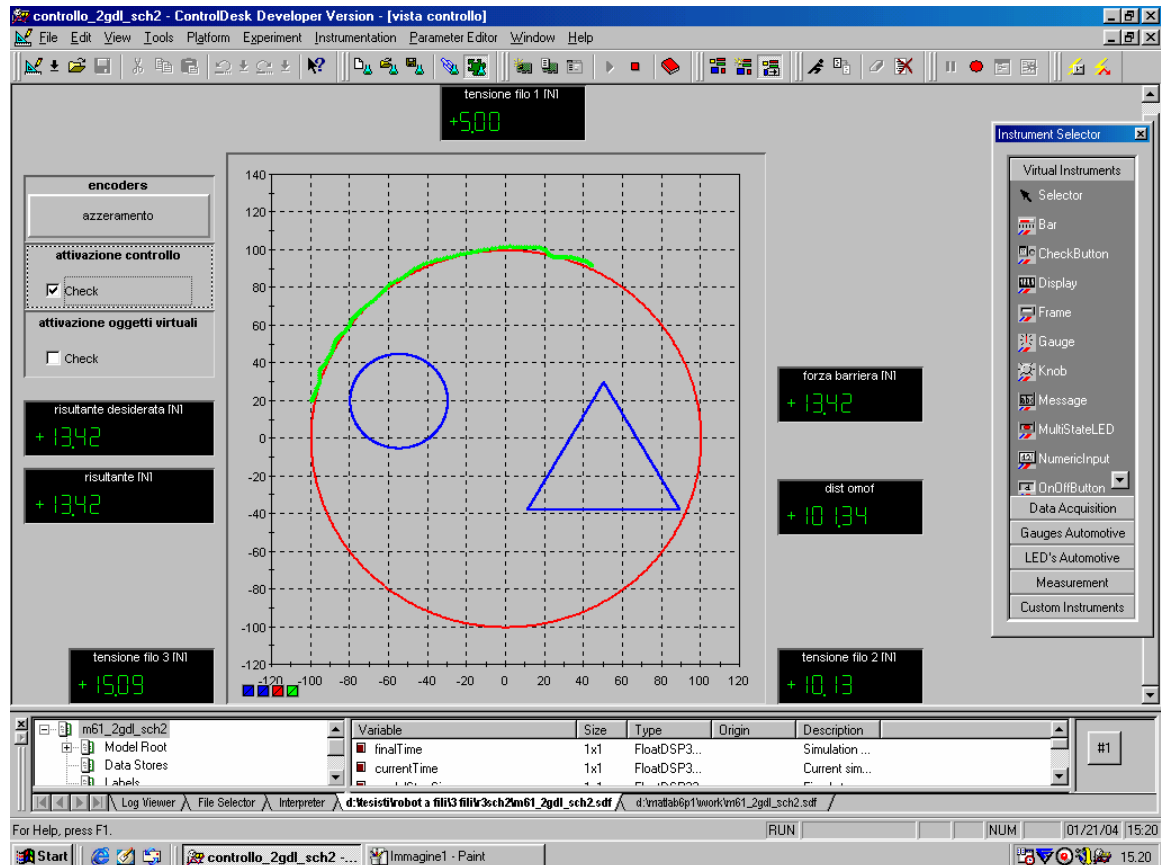 controllo_2gdl_sch2 - ControlDesk Developer Version - [vista controllo]
File Edit View Tools Platform Experiment Instrumentation Parameter Editor Window Help
tensione filo 1 [N]
+5,00
encoders
azzeramento
attivazione controllo
Check
attivazione oggetti virtuali
Check
risultante desiderata [N]
+ 13,42
risultante [N]
+ 13,42
tensione filo 3 [N]
+ 15,09
140
120
100
80
60
40
20
0
-20
-40
-60
-80
-100
-120
-120 -100 -80 -60 -40 -20 0 20 40 60 80 100 120
forza barriera [N]
+ 13,42
dist omof
+ 101,34
tensione filo 2 [N]
+ 10,13
Instrument Selector
Virtual Instruments
Selector
Bar
CheckButton
Display
Frame
Gauge
Knob
Message
MultiStateLED
NumericInput
OnOffButton
Data Acquisition
Gauges Automotive
LED's Automotive
Measurement
Custom Instruments
m61_2gdl_sch2
Model Root
Data Stores
Labels
Variable Size Type Origin Description
finalTime 1x1 FloatDSP3... Simulation ...
currentTime 1x1 FloatDSP3... Current sim...
#1
Log Viewer File Selector Interpreter d:\tesisti\robot a fili\3 fili\r3sch2\m61_2gdl_sch2.sdf d:\matlab6p1\work\m61_2gdl_sch2.sdf
For Help, press F1. RUN NUM 01/21/04 15:20
Start controllo_2gdl_sch2 -... Immagine1 - Paint 15.20